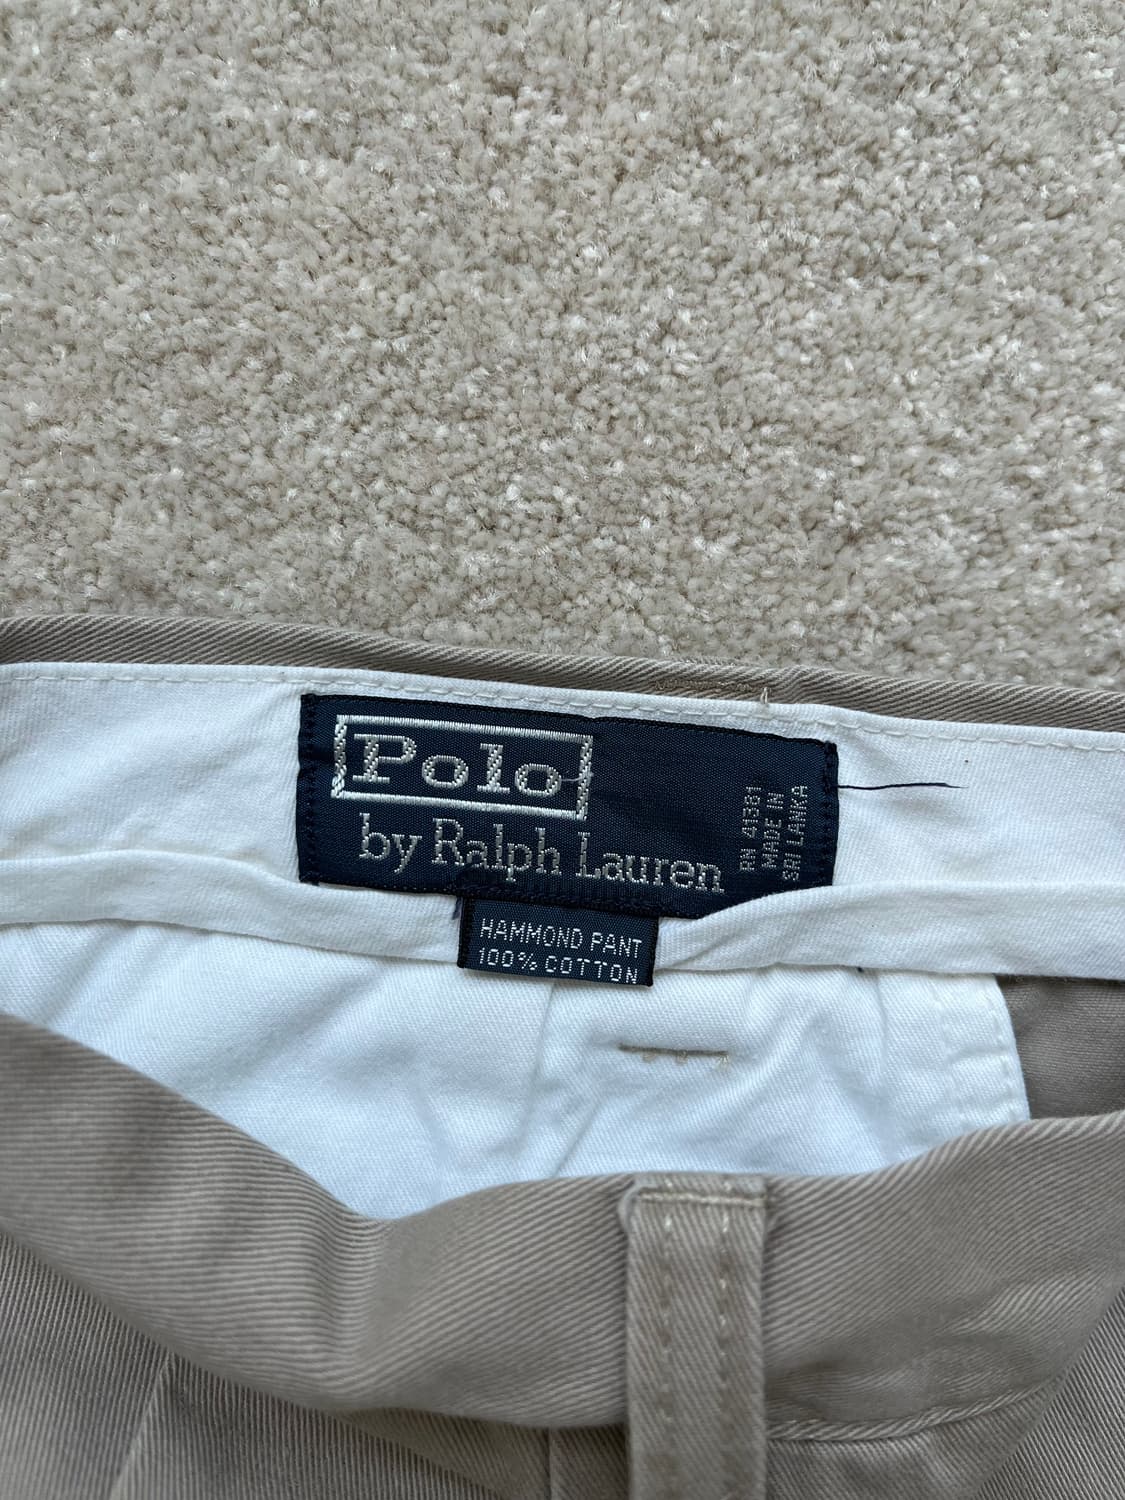 Polo
by Ralph Lauren
RN 41381
MADE IN
SRI LANKA
HAMMOND PANT
100% COTTON